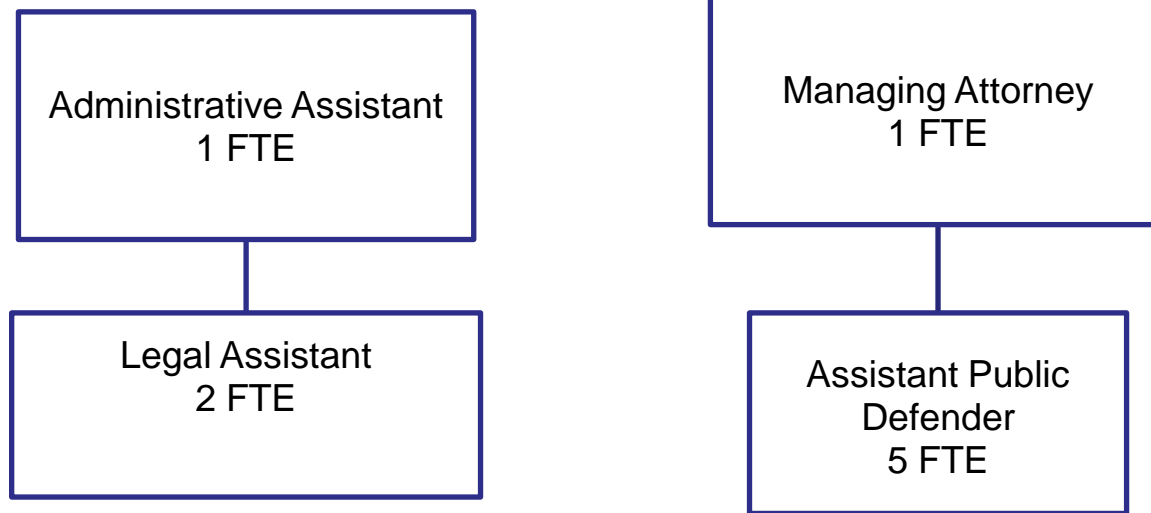 Administrative Assistant
1 FTE
Managing Attorney
1 FTE
Legal Assistant
2 FTE
Assistant Public
Defender
5 FTE